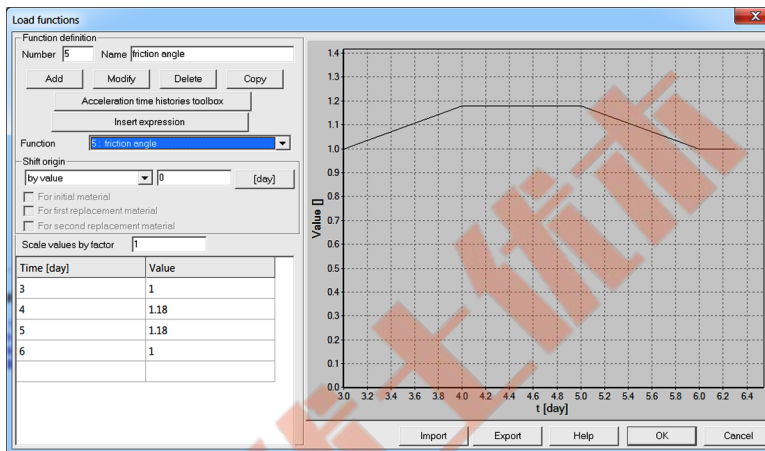 Load functions
Function definition
Number 5 Name friction angle
Add Modify Delete Copy
Acceleration time histories toolbox
Insert expression
Function 5 : friction angle
Shift origin
by value 0 [day]
For initial material
For first replacement material
For second replacement material
Scale values by factor 1
Time [day] Value
3 1
4 1.18
5 1.18
6 1
1.4
1.3
1.2
1.1
1.0
0.9
0.8
0.7
0.6
0.5
0.4
0.3
0.2
0.1
0.0
Value []
3.0 3.2 3.4 3.6 3.8 4.0 4.2 4.4 4.6 4.8 5.0 5.2 5.4 5.6 5.8 6.0 6.2 6.4
t [day]
Import Export Help OK Cancel